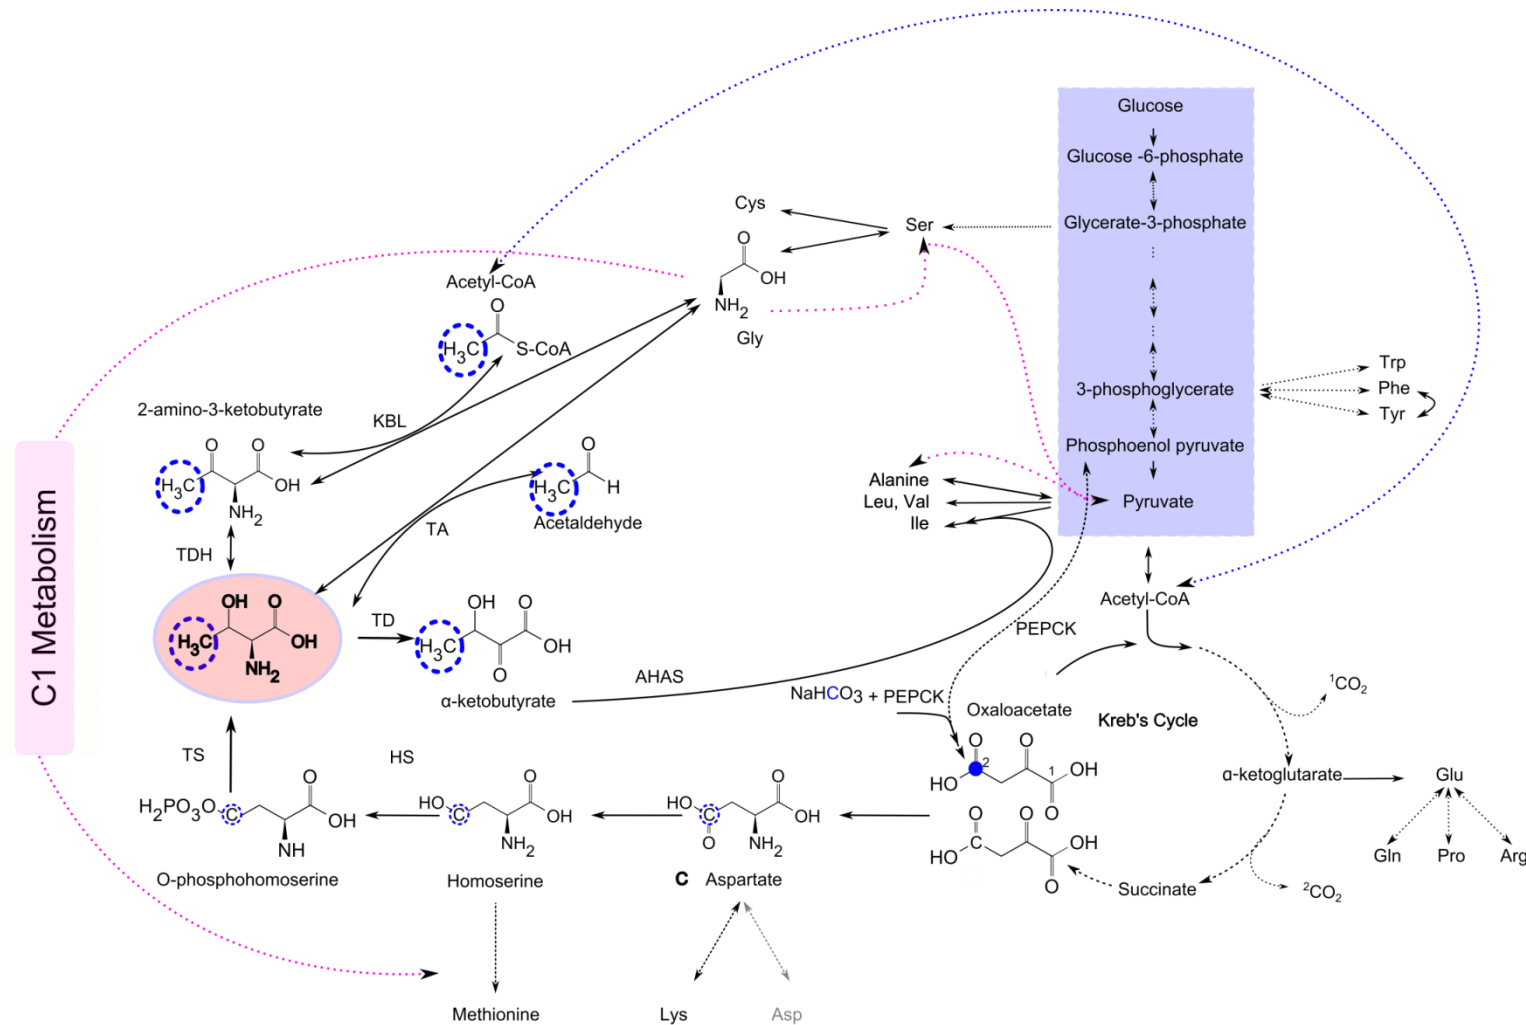 Glucose
Glucose -6-phosphate
Glycerate-3-phosphate
3-phosphoglycerate
Phosphoenol pyruvate
Pyruvate
Cys
Ser
O
OH
NH2
Gly
Acetyl-CoA
O
H3C
S-CoA
2-amino-3-ketobutyrate
KBL
O
O
H3C
OH
NH2
O
H3C
H
Acetaldehyde
TA
TDH
Trp
Phe
Tyr
Alanine
Leu, Val
Ile
C1 Metabolism
OH
O
H3C
OH
NH2
TD
OH
O
H3C
OH
O
α-ketobutyrate
AHAS
Acetyl-CoA
PEPCK
NaHCO3 + PEPCK
Oxaloacetate
Kreb's Cycle
1CO2
O
O
2
1
OH
HO
O
α-ketoglutarate
Glu
Gln
Pro
Arg
O
O
OH
HO
O
Succinate
2CO2
TS
HS
O
H2PO3
O
C
OH
NH
O-phosphohomoserine
O
HO
C
OH
NH2
Homoserine
O
HO
C
OH
O
NH2
C Aspartate
Methionine
Lys
Asp